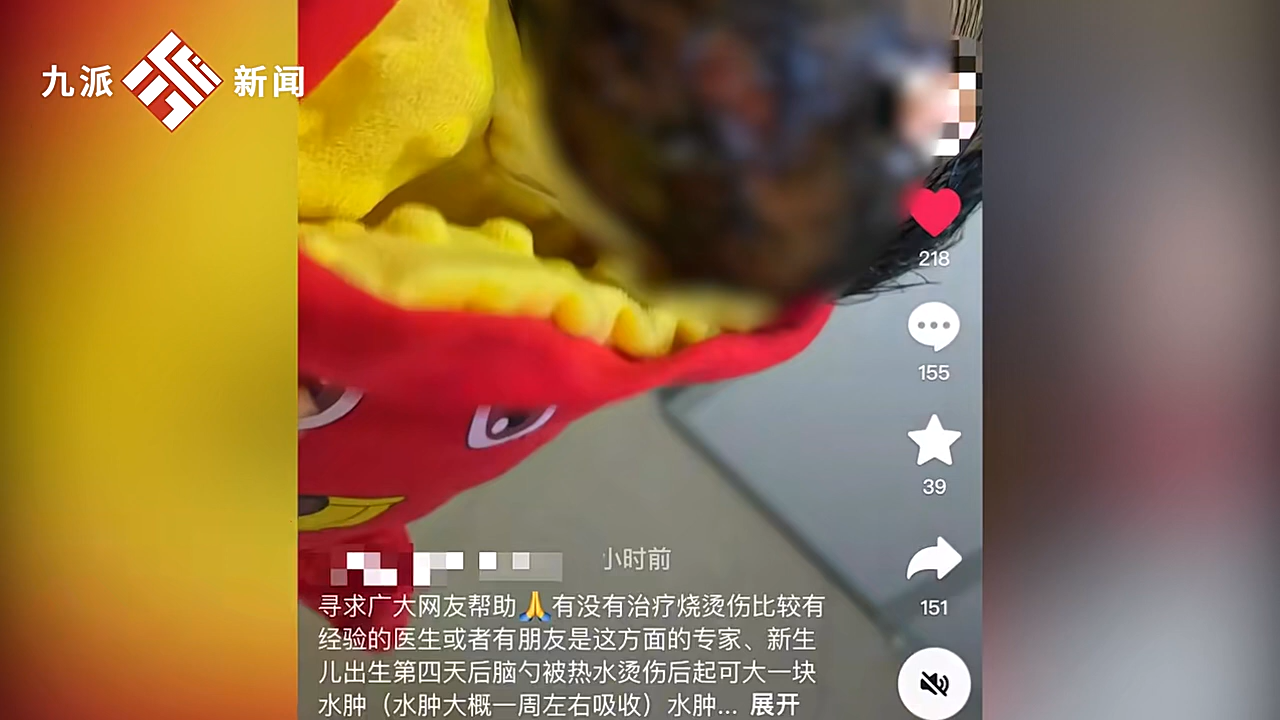 九派 新闻
218
155
39
151
小时前
寻求广大网友帮助🙏有没有治疗烧烫伤比较有
经验的医生或者有朋友是这方面的专家、新生
儿出生第四天后脑勺被热水烫伤后起可大一块
水肿（水肿大概一周左右吸收）水肿... 展开